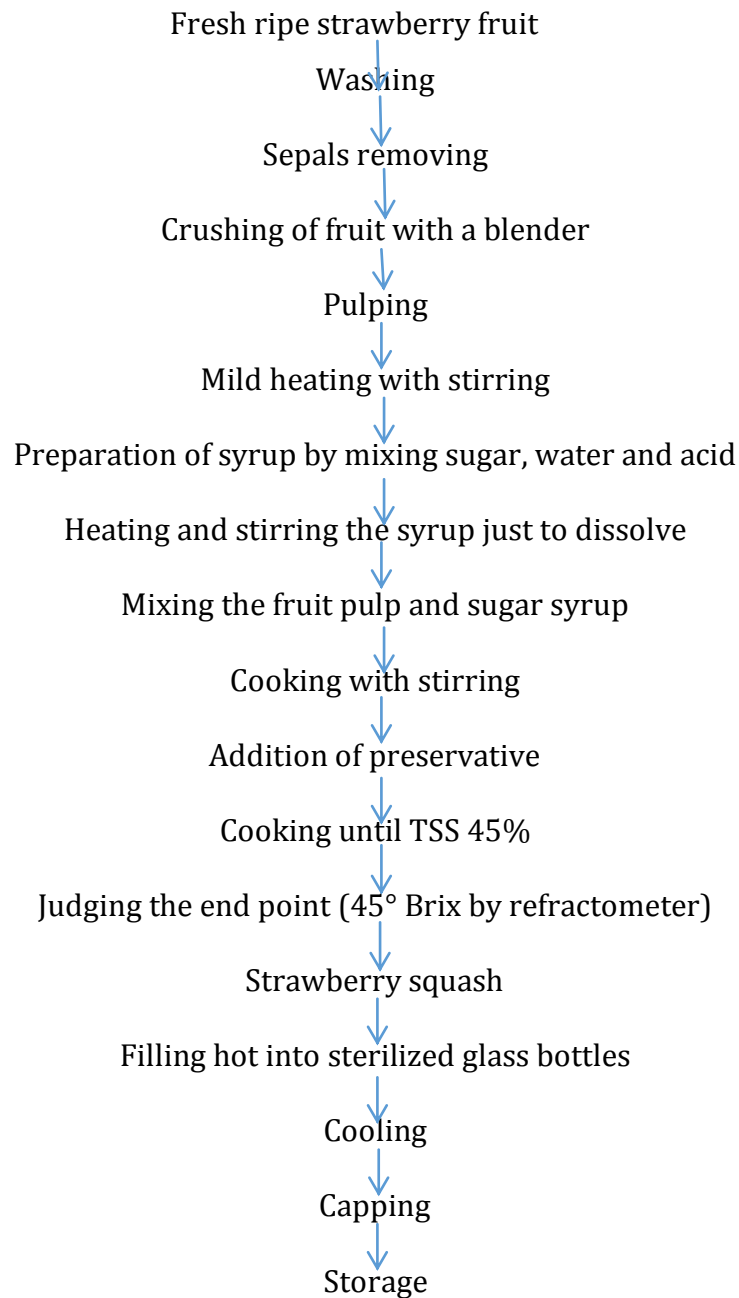 Fresh ripe strawberry fruit
Washing
Sepals removing
Crushing of fruit with a blender
Pulping
Mild heating with stirring
Preparation of syrup by mixing sugar, water and acid
Heating and stirring the syrup just to dissolve
Mixing the fruit pulp and sugar syrup
Cooking with stirring
Addition of preservative
Cooking until TSS 45%
Judging the end point (45° Brix by refractometer)
Strawberry squash
Filling hot into sterilized glass bottles
Cooling
Capping
Storage